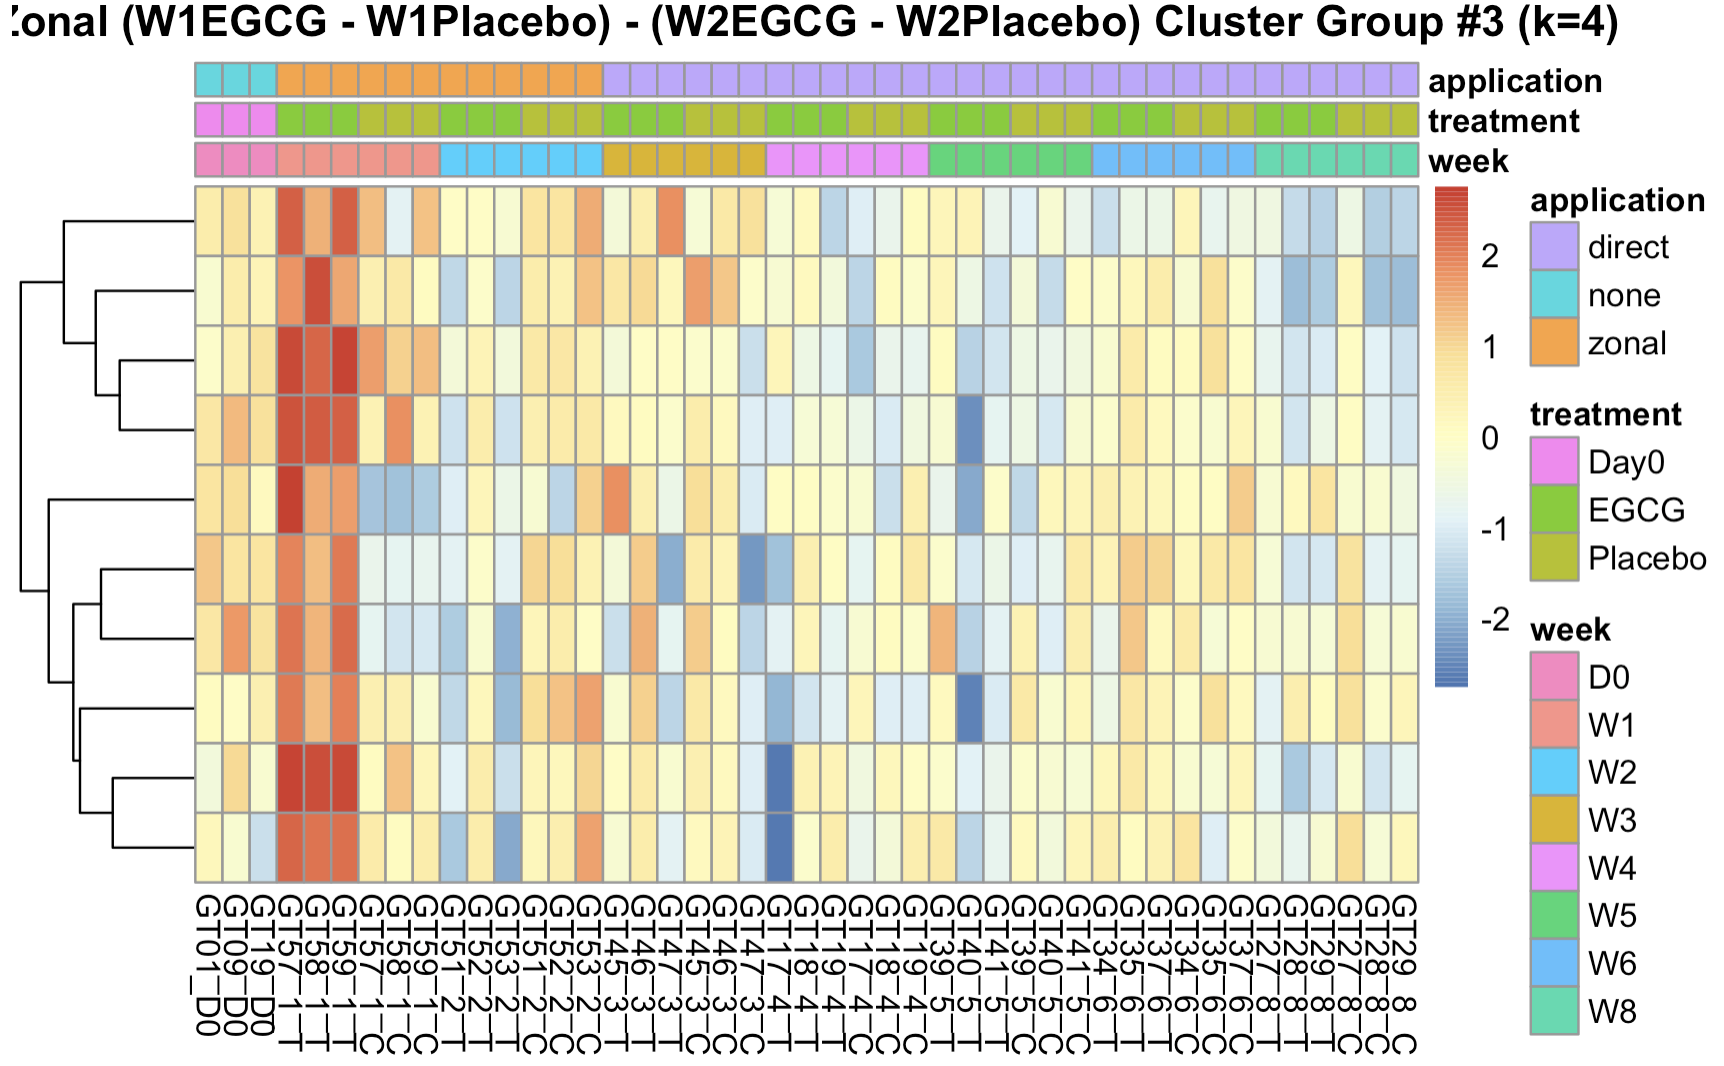 Zonal (W1EGCG - W1Placebo) - (W2EGCG - W2Placebo) Cluster Group #3 (k=4)
application
treatment
week
2
1
0
-1
-2
application
direct
none
zonal
treatment
Day0
EGCG
Placebo
week
D0
W1
W2
W3
W4
W5
W6
W8
GT01_D0
GT09_D0
GT19_D0
GT57_1_T
GT58_1_T
GT59_1_T
GT57_1_C
GT58_1_C
GT59_1_C
GT51_2_T
GT52_2_T
GT53_2_T
GT51_2_C
GT52_2_C
GT53_2_C
GT45_3_T
GT46_3_T
GT47_3_T
GT45_3_C
GT46_3_C
GT47_3_C
GT17_4_T
GT18_4_T
GT19_4_T
GT17_4_C
GT18_4_C
GT19_4_C
GT39_5_T
GT40_5_T
GT41_5_T
GT39_5_C
GT40_5_C
GT41_5_C
GT34_6_T
GT35_6_T
GT37_6_T
GT34_6_C
GT35_6_C
GT37_6_C
GT27_8_T
GT28_8_T
GT29_8_T
GT27_8_C
GT28_8_C
GT29_8_C